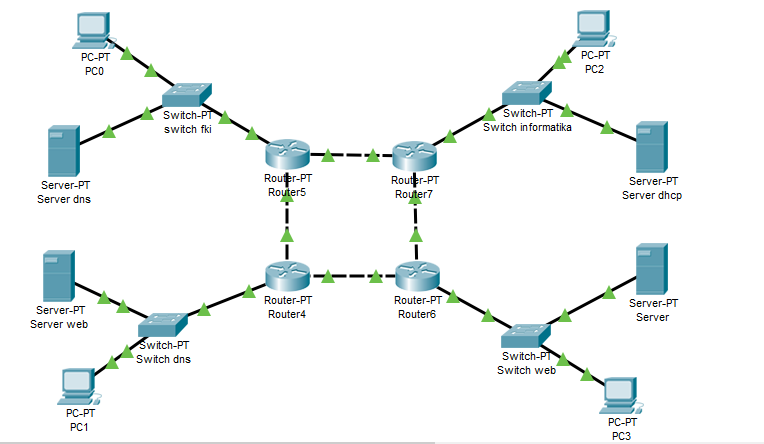 PC-PT
PC0
PC-PT
PC2
Switch-PT
switch fki
Switch-PT
Switch informatika
Server-PT
Server dns
Router-PT
Router5
Router-PT
Router7
Server-PT
Server dhcp
Server-PT
Server web
Router-PT
Router4
Router-PT
Router6
Server-PT
Server
Switch-PT
Switch dns
Switch-PT
Switch web
PC-PT
PC1
PC-PT
PC3